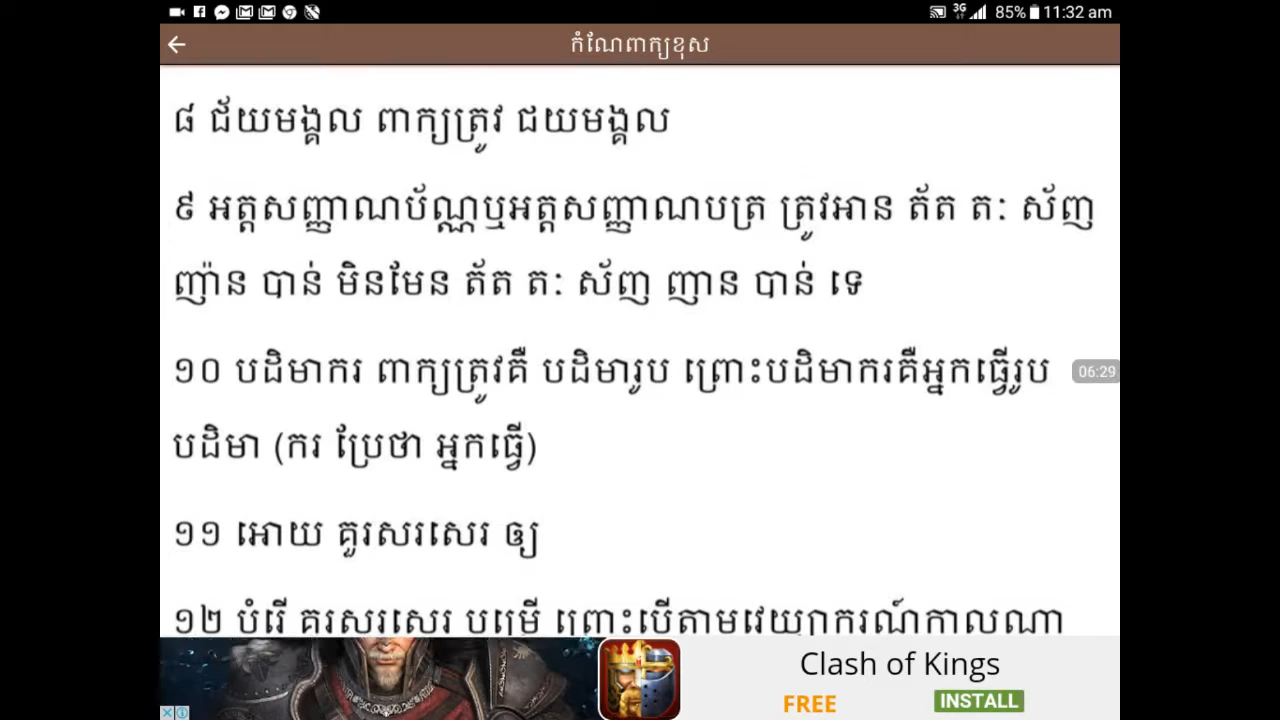 3G 85% 11:32 am
កំណែពាក្យខុស
៨ ជ័យមង្គល ពាក្យត្រូវ ជយមង្គល
៩ អត្តសញ្ញាណប័ណ្ណឬអត្តសញ្ញាណបត្រ ត្រូវអាន ត័ត តៈ ស័ញ
ញ៉ាន បាន់ មិនមែន ត័ត តៈ ស័ញ ញាន បាន់ ទេ
១០ បដិមាករ ពាក្យត្រូវគឺ បដិមារូប ព្រោះបដិមាករគឺអ្នកធ្វើរូប
06:29
បដិមា (ករ ប្រែថា អ្នកធ្វើ)
១១ អោយ គួរសរសេរ ឲ្យ
១២ បំរើ គួរសរសេរ បម្រើ ព្រោះបើតាមវេយ្យាករណ៍កាលណា
Clash of Kings
FREE INSTALL